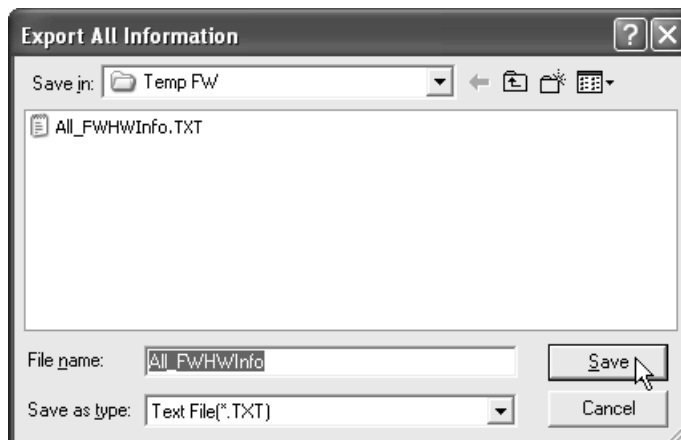 Export All Information
Save in: Temp FW
All_FWHWInfo.TXT
File name: All_FWHWInfo Save
Save as type: Text File(*.TXT) Cancel